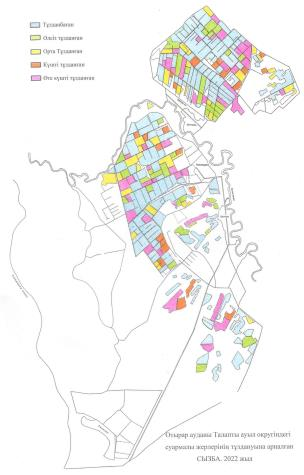 Тұзданбаған
Әлсіз тұзданған
Орта Тұзданған
Күшті тұзданған
Өте күшті тұзданған
Отырар ауданы Талапты ауыл округіндегі
суармалы жерлерінің тұздануына арналған
СЫЗБА. 2022 жыл